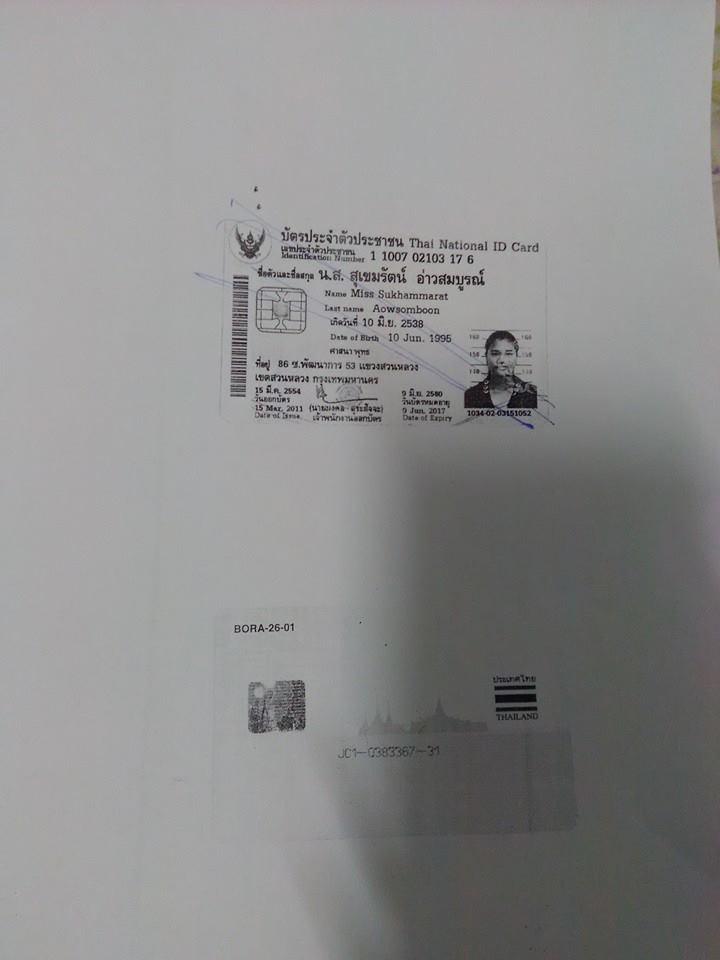 บัตรประจำตัวประชาชน Thai National ID Card
เลขประจำตัวประชาชน
Identification Number 1 1007 02103 17 6
ชื่อตัวและชื่อสกุล น.ส. สุเขมรัตน์ อ่าวสมบูรณ์
Name Miss Sukhammarat
Last name Aowsomboon
เกิดวันที่ 10 มิ.ย. 2538
Date of Birth 10 Jun. 1995
ศาสนา พุทธ
ที่อยู่ 86 ซ.พัฒนาการ 53 แขวงสวนหลวง
เขตสวนหลวง กรุงเทพมหานคร
15 มี.ค. 2554
วันออกบัตร
15 Mar. 2011
Date of Issue
เจ้าพนักงานออกบัตร
9 มิ.ย. 2560
วันบัตรหมดอายุ
9 Jun. 2017
Date of Expiry
160 160
150 150
1034-02-03151052
BORA-26-01
ประเทศไทย
THAILAND
JC1-0383367-31